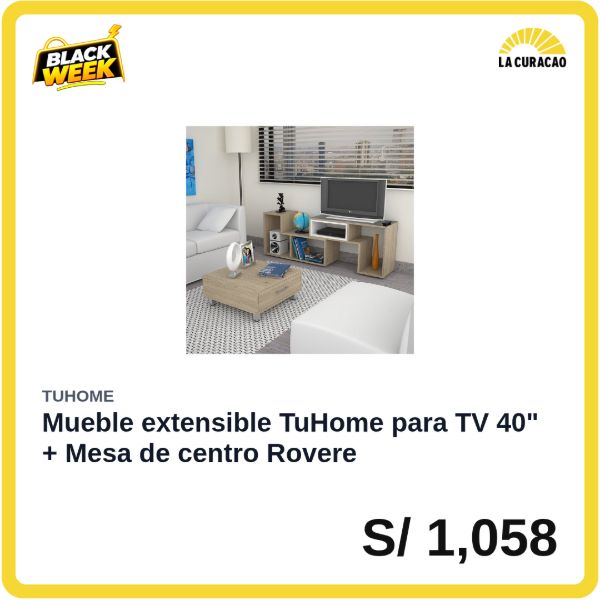 BLACK
WEEK
LA CURACAO
TUHOME
Mueble extensible TuHome para TV 40"
+ Mesa de centro Rovere
S/ 1,058